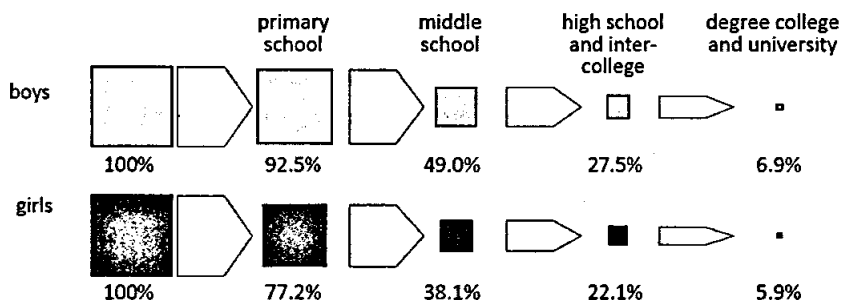 primary school
middle school
high school and inter-college
degree college and university
boys
100%
92.5%
49.0%
27.5%
6.9%
girls
100%
77.2%
38.1%
22.1%
5.9%